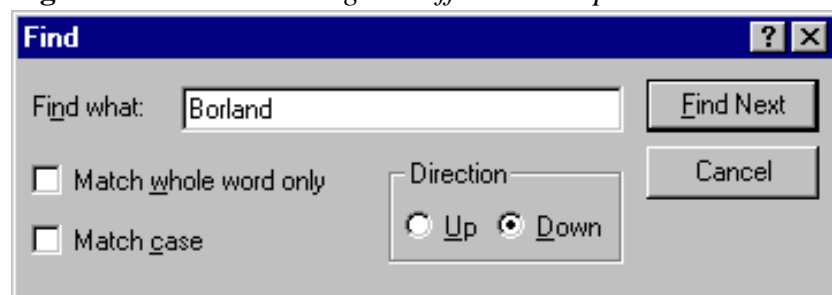 Find
Find what: Borland Find Next
Match whole word only Direction Cancel
Match case Up Down